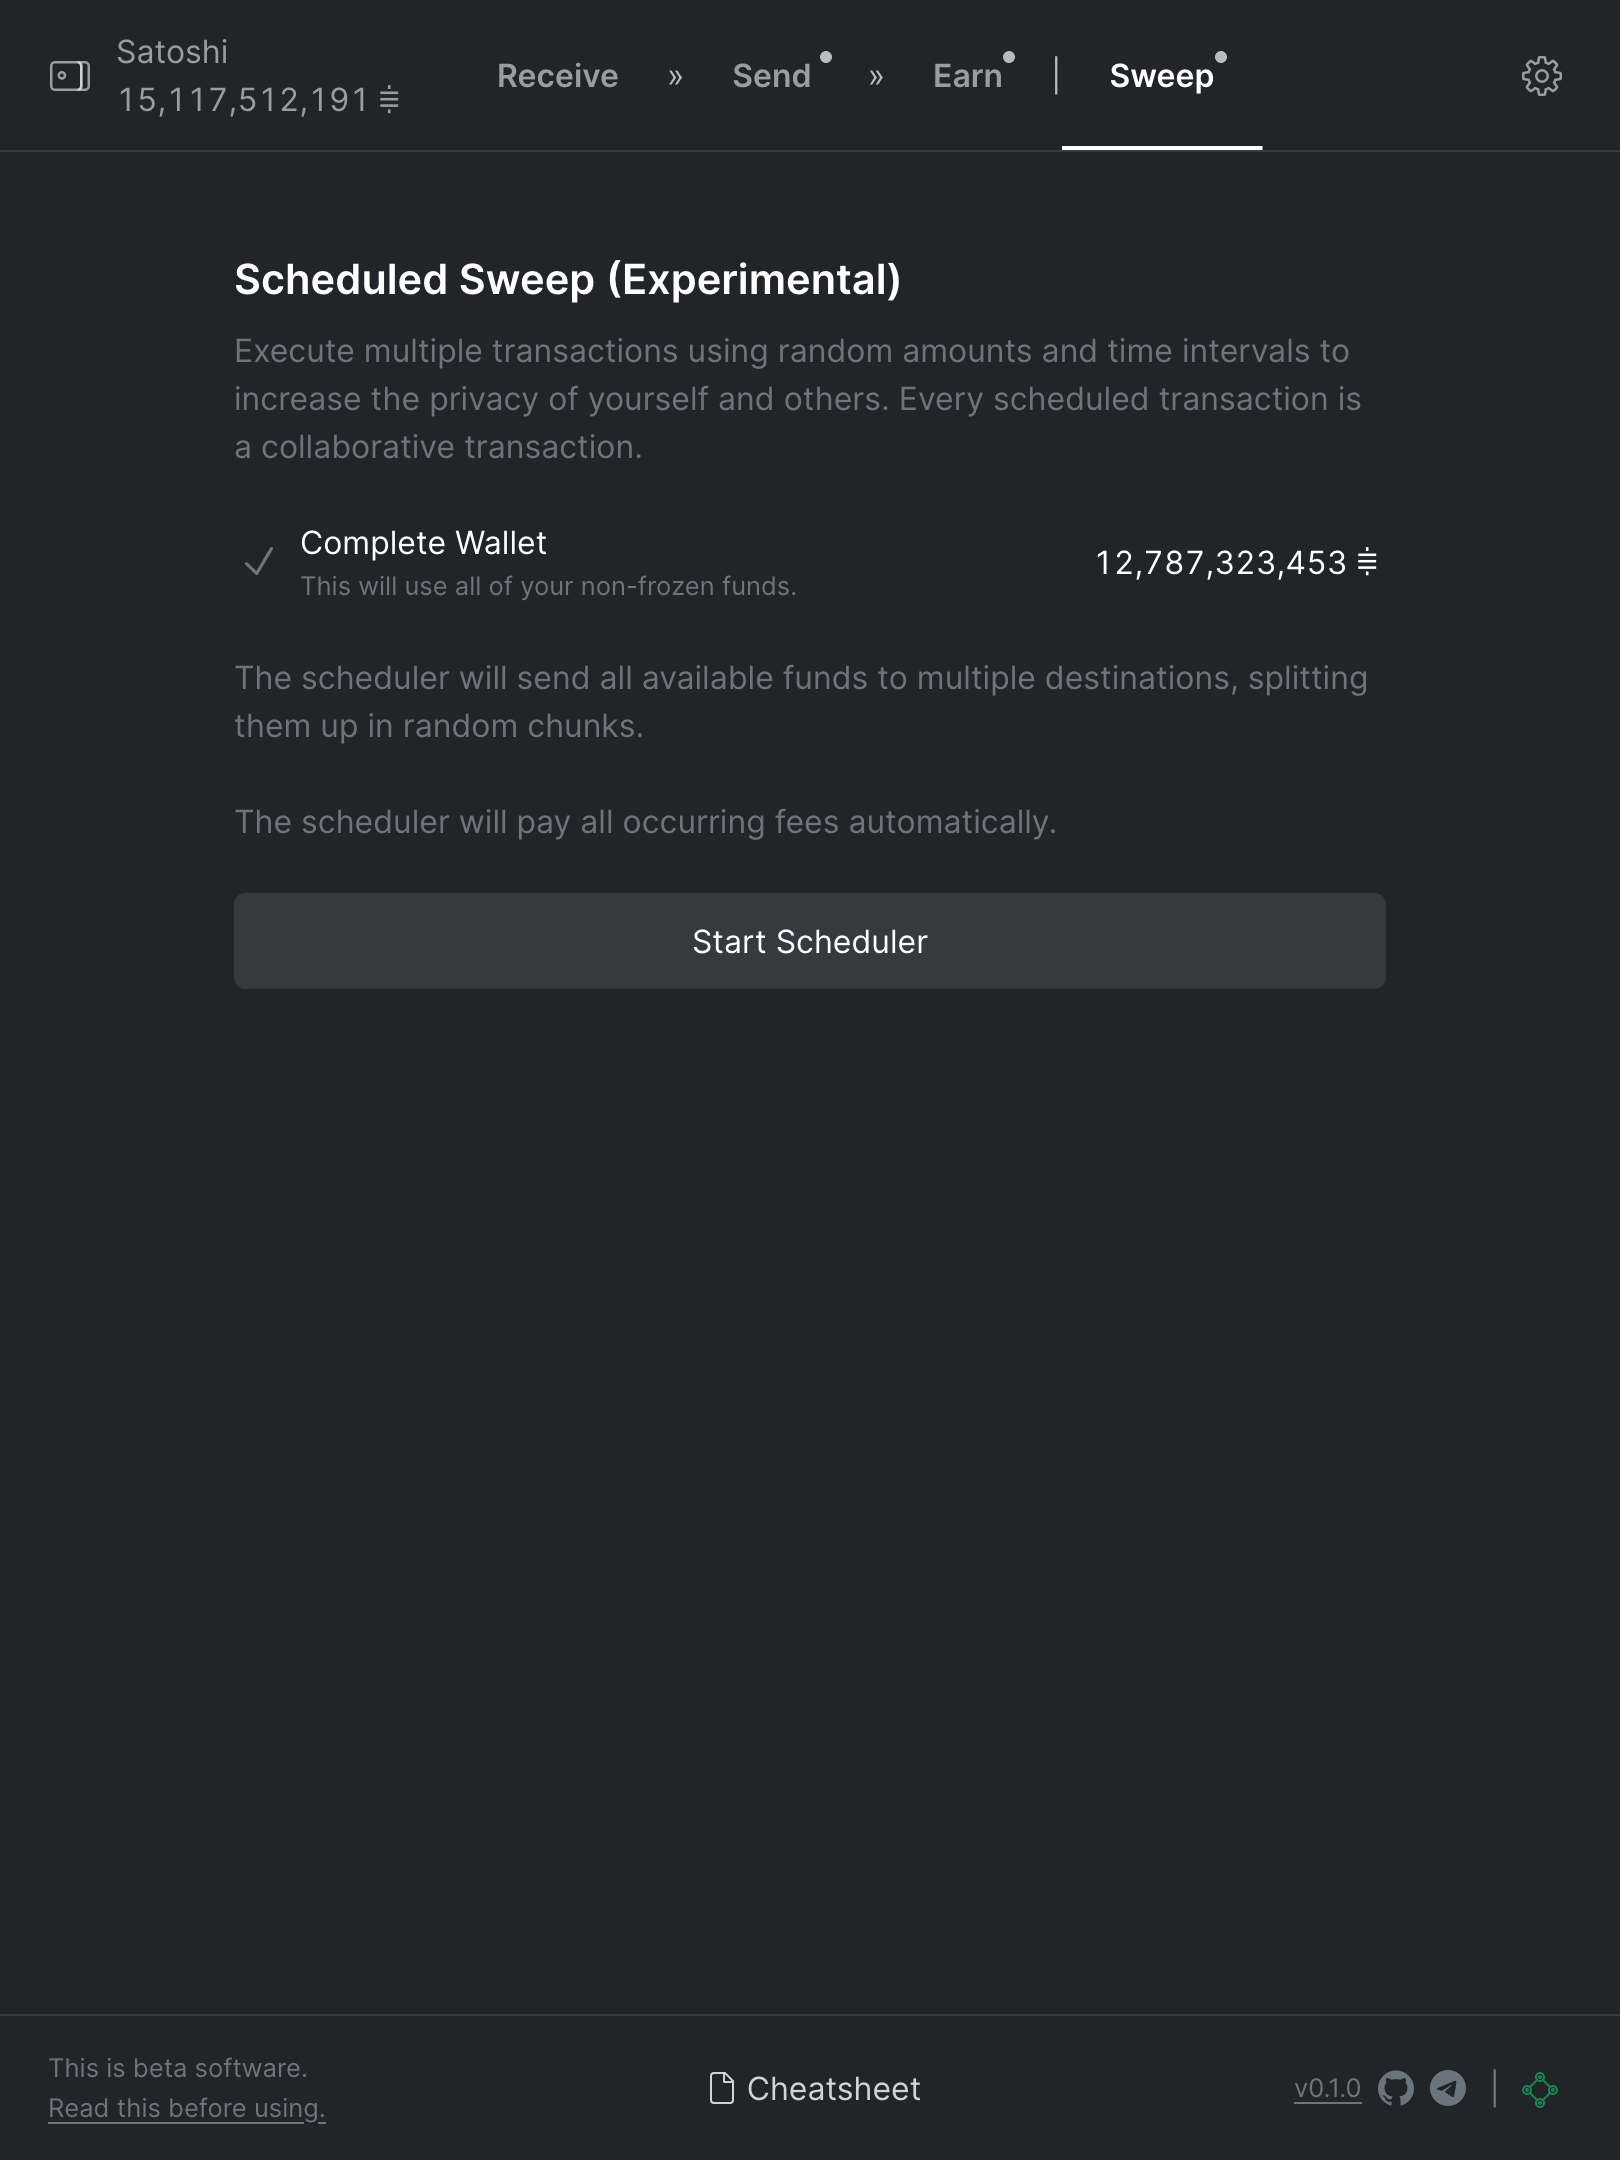 Satoshi
15,117,512,191
Receive » Send » Earn | Sweep
Scheduled Sweep (Experimental)
Execute multiple transactions using random amounts and time intervals to
increase the privacy of yourself and others. Every scheduled transaction is
a collaborative transaction.
Complete Wallet
This will use all of your non-frozen funds.
12,787,323,453
The scheduler will send all available funds to multiple destinations, splitting
them up in random chunks.
The scheduler will pay all occurring fees automatically.
Start Scheduler
This is beta software.
Read this before using.
Cheatsheet
v0.1.0